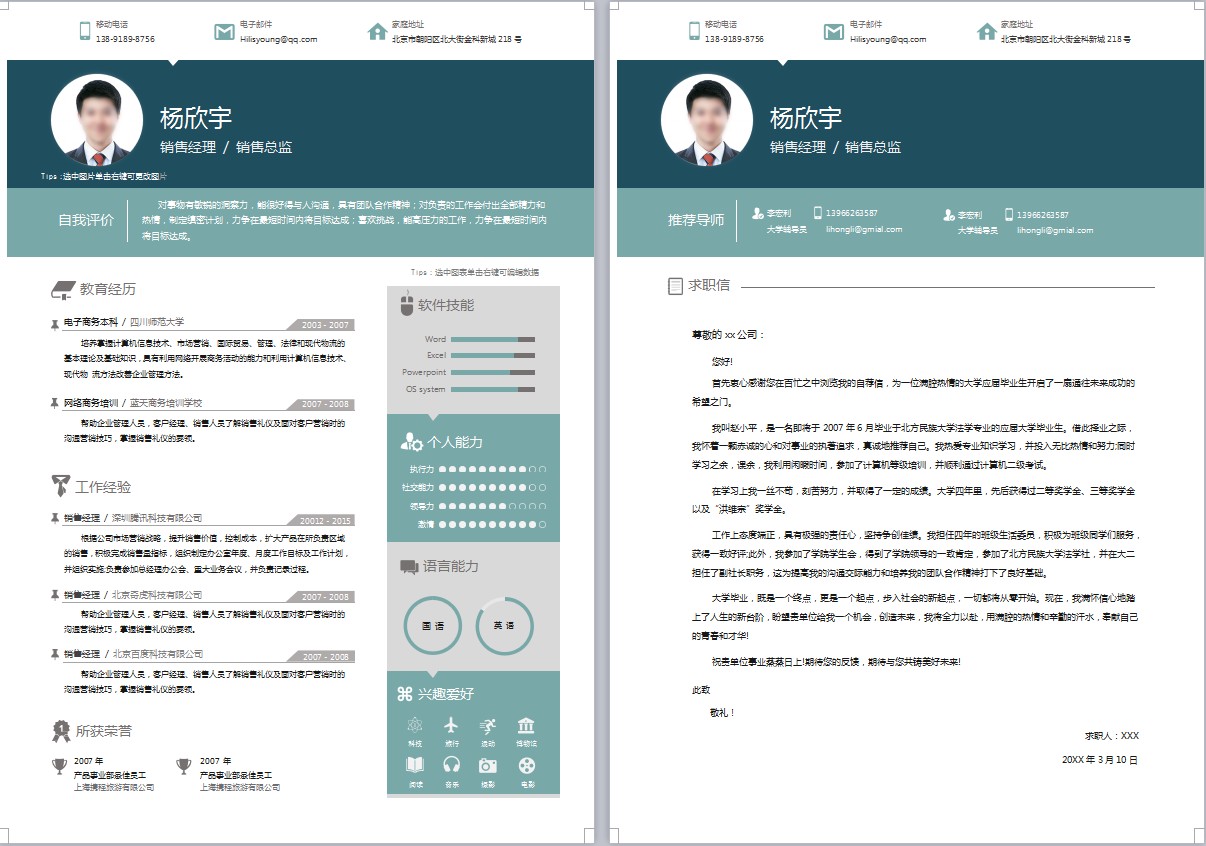 移动电话
138-9189-8756
电子邮件
Hilisyoung@qq.com
家庭地址
北京市朝阳区北大街金科新城 218 号
杨欣宇
销售经理 / 销售总监
Tips :选中图片单击右键可更改图片
自我评价
对事物有敏锐的洞察力，能很好得与人沟通，具有团队合作精神；对负责的工作会付出全部精力和
热情，制定缜密计划，力争在最短时间内将目标达成；喜欢挑战，能高压力的工作，力争在最短时间内
将目标达成。
教育经历
电子商务本科 / 四川师范大学
2003 - 2007
培养掌握计算机信息技术、市场营销、国际贸易、管理、法律和现代物流的
基本理论及基础知识，具有利用网络开展商务活动的能力和利用计算机信息技术、
现代物 流方法改善企业管理方法。
网络商务培训 / 蓝天商务培训学校
2007 - 2008
帮助企业管理人员，客户经理、销售人员了解销售礼仪及面对客户营销时的
沟通营销技巧，掌握销售礼仪的要领。
工作经验
销售经理 / 深圳腾讯科技有限公司
20012 - 2015
根据公司市场营销战略，提升销售价值，控制成本，扩大产品在所负责区域
的销售，积极完成销售量指标，组织制定办公室年度、月度工作目标及工作计划，
并组织实施.负责参加总经理办公会、重大业务会议，并负责记录过程。
销售经理 / 北京奇虎科技有限公司
2007 - 2008
帮助企业管理人员，客户经理、销售人员了解销售礼仪及面对客户营销时的
沟通营销技巧，掌握销售礼仪的要领。
销售经理 / 北京百度科技有限公司
2007 - 2008
帮助企业管理人员，客户经理、销售人员了解销售礼仪及面对客户营销时的
沟通营销技巧，掌握销售礼仪的要领。
所获荣誉
2007 年
产品事业部最佳员工
上海携程旅游有限公司
2007 年
产品事业部最佳员工
上海携程旅游有限公司
Tips：选中图表单击右键可编辑数据
软件技能
Word
Excel
Powerpoint
OS system
个人能力
执行力
社交能力
领导力
激情
语言能力
国 语
英 语
兴趣爱好
科技
旅行
运动
博物坛
阅读
音乐
摄影
电影
移动电话
138-9189-8756
电子邮件
Hilisyoung@qq.com
家庭地址
北京市朝阳区北大街金科新城 218 号
杨欣宇
销售经理 / 销售总监
推荐导师
李宏利
大学辅导员
13966263587
lihongli@gmial.com
李宏利
大学辅导员
13966263587
lihongli@gmial.com
求职信
尊敬的 xx 公司：
您好!
首先衷心感谢您在百忙之中浏览我的自荐信，为一位满腔热情的大学应届毕业生开启了一扇通往未来成功的
希望之门。
我叫赵小平，是一名即将于 2007 年 6 月毕业于北方民族大学法学专业的应届大学毕业生。借此择业之际，
我怀着一颗赤诚的心和对事业的执著追求，真诚地推荐自己。我热爱专业知识学习，并投入无比热情和努力;同时
学习之余，课余，我利用闲暇时间，参加了计算机等级培训，并顺利通过计算机二级考试。
在学习上我一丝不苟，刻苦努力，并取得了一定的成绩。大学四年里，先后获得过二等奖学金、三等奖学金
以及“洪维宗”奖学金。
工作上态度端正，具有极强的责任心，坚持争创佳绩。我担任四年的班级生活委员，积极为班级同学们服务，
获得一致好评;此外，我参加了学院学生会，得到了学院领导的一致肯定，参加了北方民族大学法学社，并在大二
担任了副社长职务，这为提高我的沟通交际能力和培养我的团队合作精神打下了良好基础。
大学毕业，既是一个终点，更是一个起点，步入社会的新起点，一切都将从零开始。现在，我满怀信心地踏
上了人生的新台阶，盼望贵单位给我一个机会，创造未来，我将全力以赴，用满腔的热情和辛勤的汗水，奉献自己
的青春和才华!
祝贵单位事业蒸蒸日上!期待您的反馈，期待与您共铸美好未来!
此致
敬礼！
求职人：XXX
20XX 年 3 月 10 日